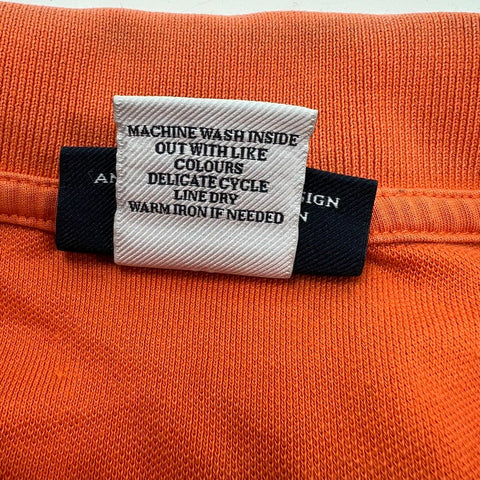 MACHINE WASH INSIDE
OUT WITH LIKE
COLOURS
DELICATE CYCLE
LINE DRY
WARM IRON IF NEEDED